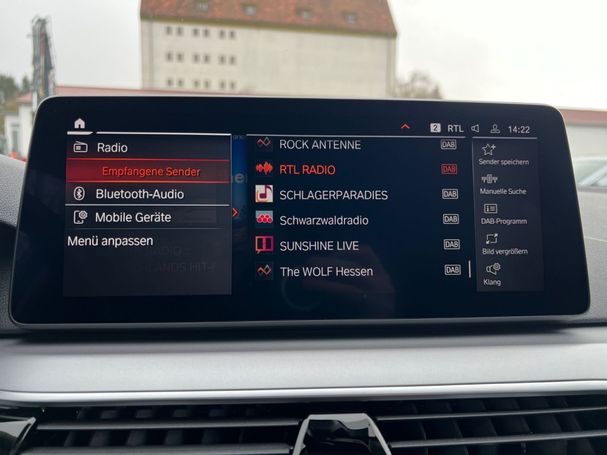 2 RTL 14:22
Radio
Empfangene Sender
Bluetooth-Audio
Mobile Geräte
Menü anpassen
ROCK ANTENNE DAB
RTL RADIO DAB
SCHLAGERPARADIES DAB
Schwarzwaldradio DAB
SUNSHINE LIVE DAB
The WOLF Hessen DAB
Sender speichern
Manuelle Suche
DAB-Programm
Bild vergrößern
Klang